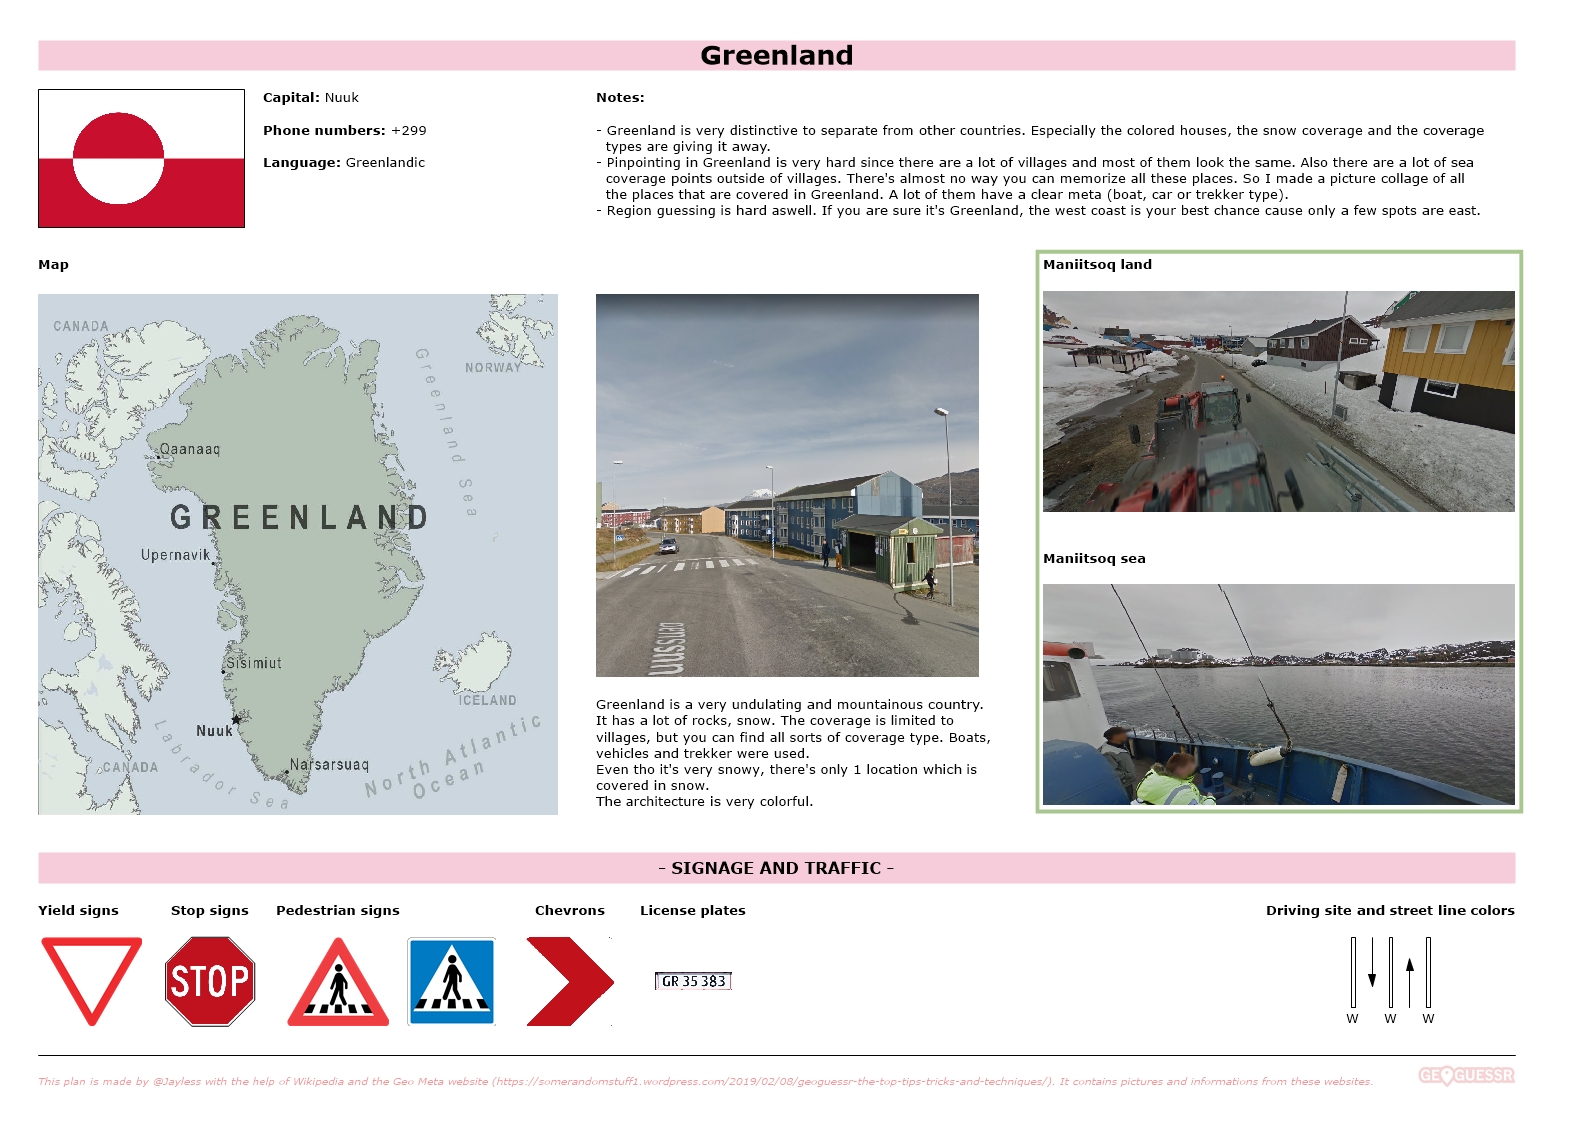 Greenland
Capital: Nuuk
Phone numbers: +299
Language: Greenlandic
Notes:
- Greenland is very distinctive to separate from other countries. Especially the colored houses, the snow coverage and the coverage
types are giving it away.
- Pinpointing in Greenland is very hard since there are a lot of villages and most of them look the same. Also there are a lot of sea
coverage points outside of villages. There's almost no way you can memorize all these places. So I made a picture collage of all
the places that are covered in Greenland. A lot of them have a clear meta (boat, car or trekker type).
- Region guessing is hard aswell. If you are sure it's Greenland, the west coast is your best chance cause only a few spots are east.
Map
CANADA
NORWAY
Greenland Sea
Qaanaaq
GREENLAND
Upernavik
Sisimiut
ICELAND
Nuuk
Narsarsuaq
CANADA
Labrador Sea
North Atlantic
Ocean
Greenland is a very undulating and mountainous country.
It has a lot of rocks, snow. The coverage is limited to
villages, but you can find all sorts of coverage type. Boats,
vehicles and trekker were used.
Even tho it's very snowy, there's only 1 location which is
covered in snow.
The architecture is very colorful.
Maniitsoq land
Maniitsoq sea
- SIGNAGE AND TRAFFIC -
Yield signs
Stop signs
Pedestrian signs
Chevrons
License plates
Driving site and street line colors
STOP
GR 35 383
W W W
This plan is made by @Jayless with the help of Wikipedia and the Geo Meta website (https://somerandomstuff1.wordpress.com/2019/02/08/geoguessr-the-top-tips-tricks-and-techniques/). It contains pictures and informations from these websites.
GEOGUESSR